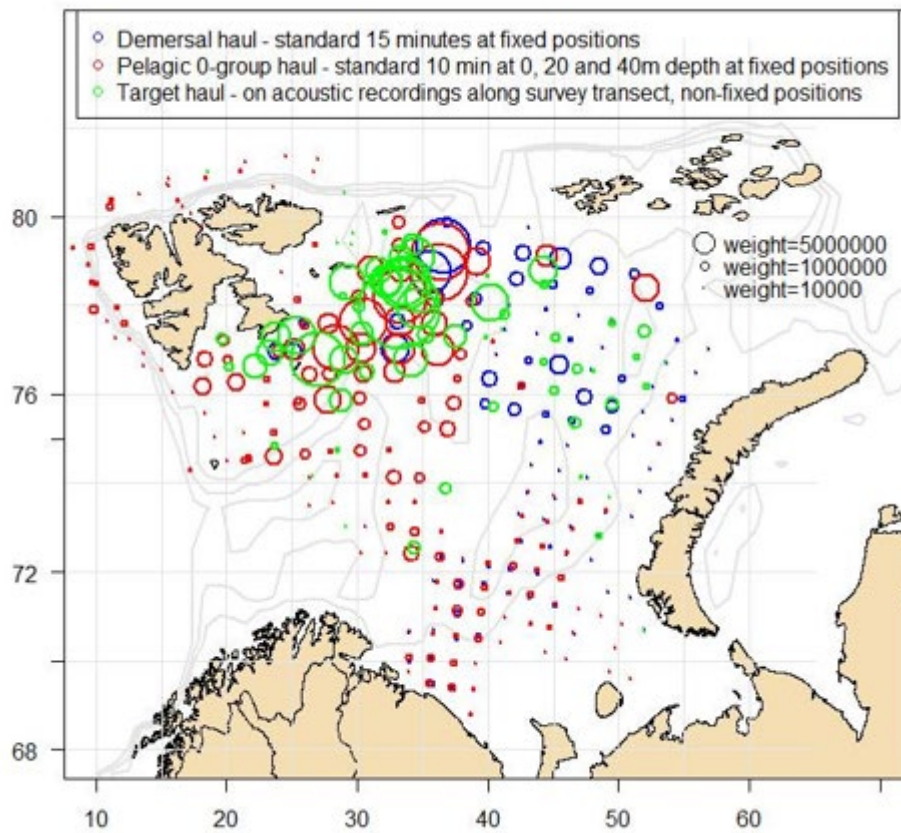 Demersal haul - standard 15 minutes at fixed positions
Pelagic 0-group haul - standard 10 min at 0, 20 and 40m depth at fixed positions
Target haul - on acoustic recordings along survey transect, non-fixed positions
80
weight=5000000
weight=1000000
weight=10000
76
72
68
10 20 30 40 50 60